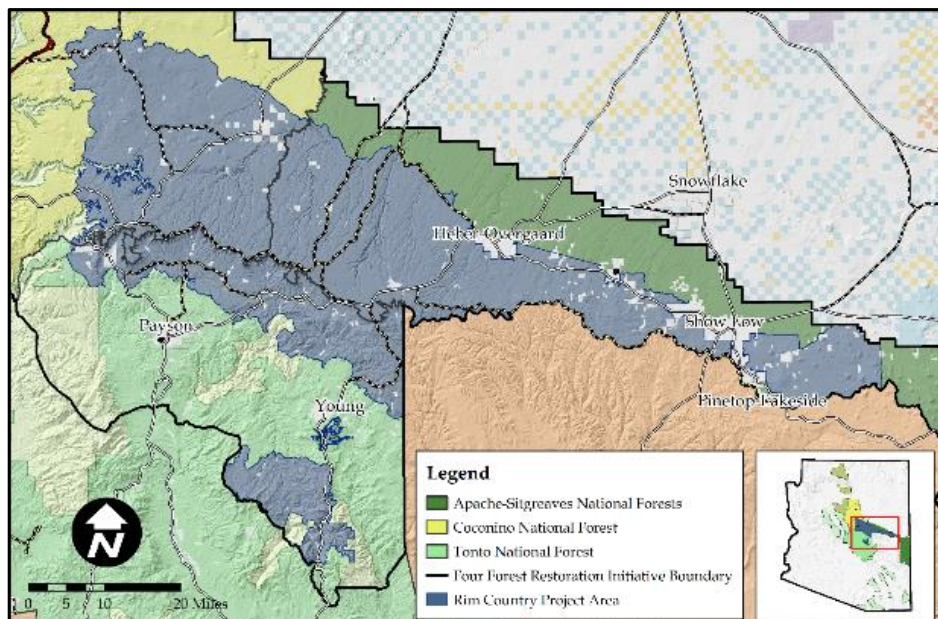 Snowflake
Heber-Overgaard
Show Low
Payson
Pinetop-Lakeside
Young
Legend
Apache-Sitgreaves National Forests
Coconino National Forest
Tonto National Forest
Four Forest Restoration Initiative Boundary
Rim Country Project Area
N
0 5 10 20 Miles